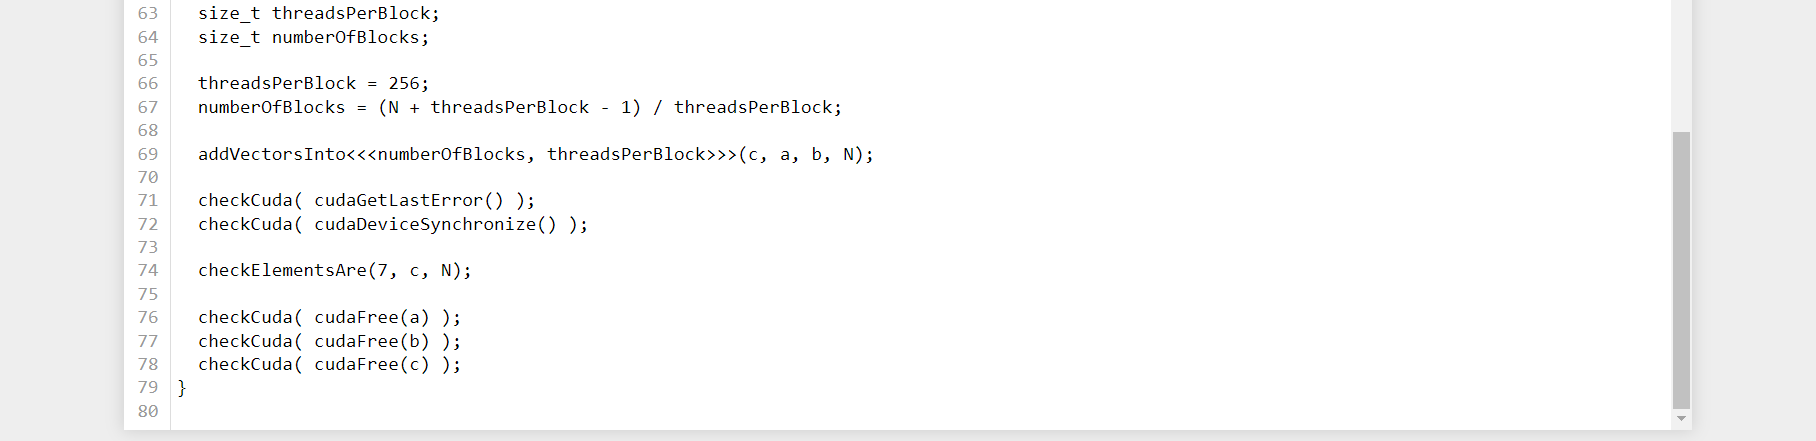 63 size_t threadsPerBlock;
64 size_t numberOfBlocks;
65
66 threadsPerBlock = 256;
67 numberOfBlocks = (N + threadsPerBlock - 1) / threadsPerBlock;
68
69 addVectorsInto<<<numberOfBlocks, threadsPerBlock>>>(c, a, b, N);
70
71 checkCuda( cudaGetLastError() );
72 checkCuda( cudaDeviceSynchronize() );
73
74 checkElementsAre(7, c, N);
75
76 checkCuda( cudaFree(a) );
77 checkCuda( cudaFree(b) );
78 checkCuda( cudaFree(c) );
79 }
80